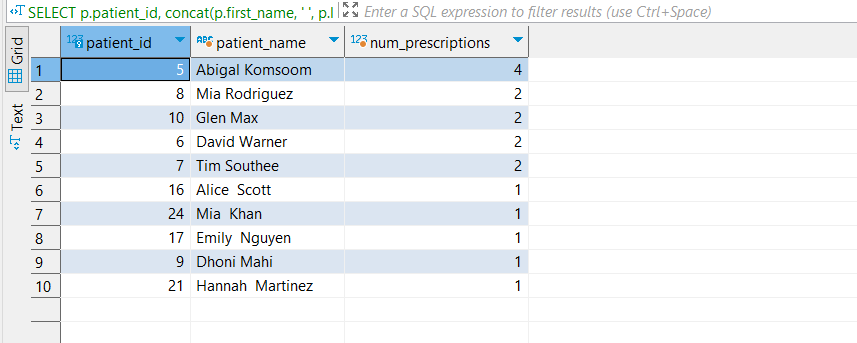 SELECT p.patient_id, concat(p.first_name, ' ', p.l Enter a SQL expression to filter results (use Ctrl+Space)
Grid
Text
123 patient_id ABC patient_name 123 num_prescriptions
1 5 Abigal Komsoom 4
2 8 Mia Rodriguez 2
3 10 Glen Max 2
4 6 David Warner 2
5 7 Tim Southee 2
6 16 Alice  Scott 1
7 24 Mia  Khan 1
8 17 Emily  Nguyen 1
9 9 Dhoni Mahi 1
10 21 Hannah  Martinez 1